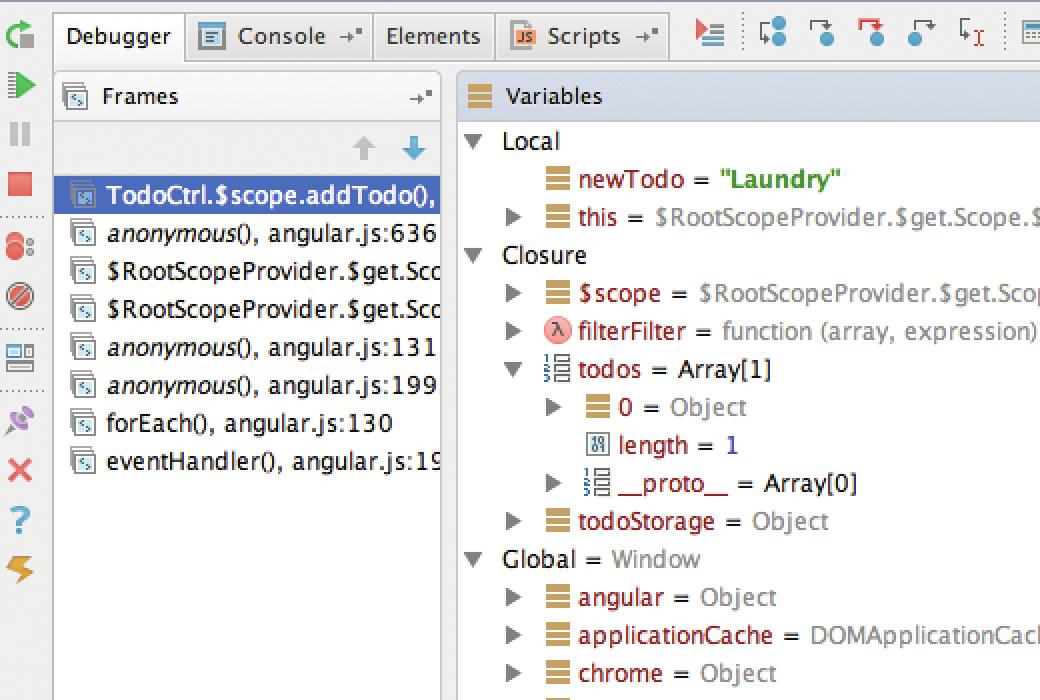 Debugger Console Elements Scripts
Frames
TodoCtrl.$scope.addTodo(),
anonymous(), angular.js:636
$RootScopeProvider.$get.Sco
$RootScopeProvider.$get.Sco
anonymous(), angular.js:131
anonymous(), angular.js:199
forEach(), angular.js:130
eventHandler(), angular.js:19
Variables
Local
newTodo = "Laundry"
this = $RootScopeProvider.$get.Scope.$
Closure
$scope = $RootScopeProvider.$get.Scop
filterFilter = function (array, expression)
todos = Array[1]
0 = Object
length = 1
__proto__ = Array[0]
todoStorage = Object
Global = Window
angular = Object
applicationCache = DOMApplicationCacl
chrome = Object